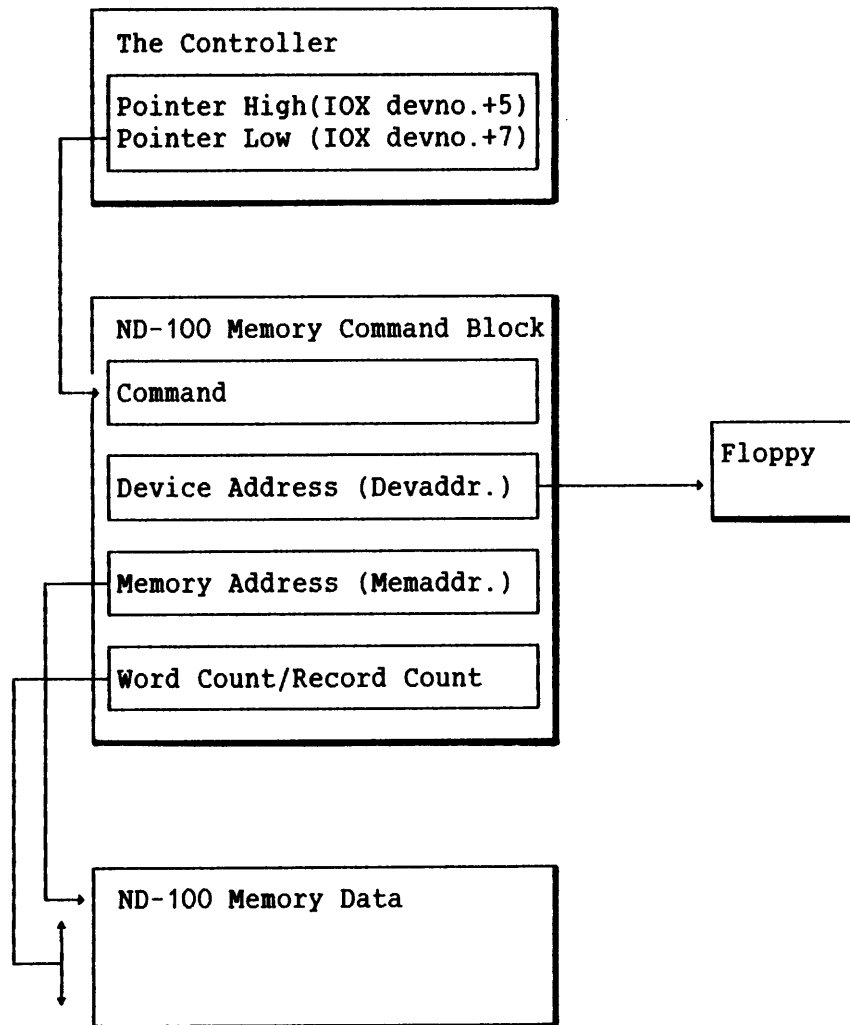 The Controller
Pointer High(IOX devno.+5)
Pointer Low (IOX devno.+7)
ND-100 Memory Command Block
Command
Device Address (Devaddr.)
Floppy
Memory Address (Memaddr.)
Word Count/Record Count
ND-100 Memory Data